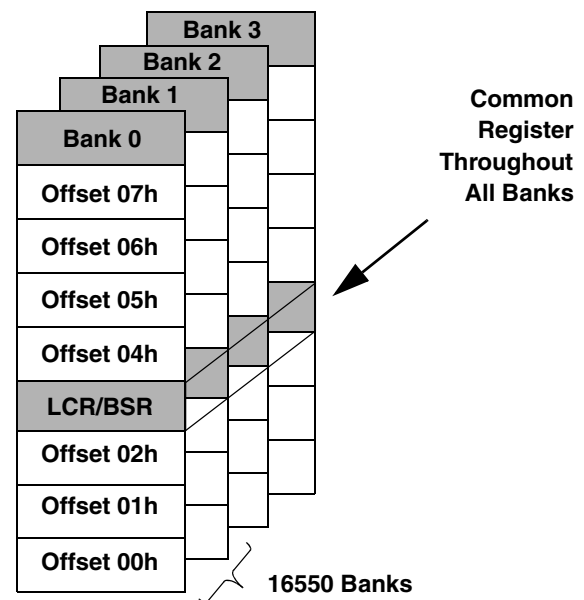 Bank 3
Bank 2
Bank 1
Bank 0
Offset 07h
Offset 06h
Offset 05h
Offset 04h
LCR/BSR
Offset 02h
Offset 01h
Offset 00h
Common
Register
Throughout
All Banks
16550 Banks